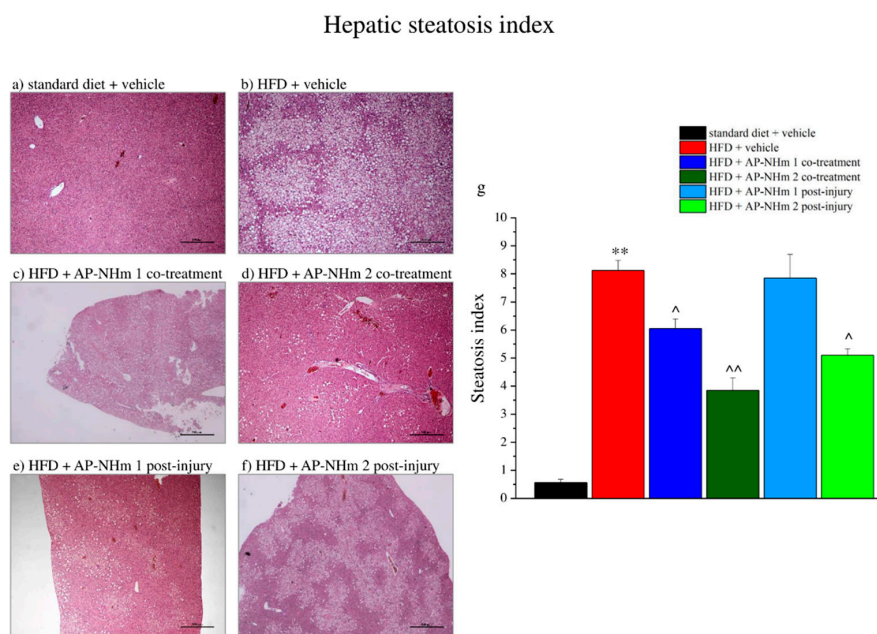 Hepatic steatosis index
a) standard diet + vehicle
b) HFD + vehicle
c) HFD + AP-NHm 1 co-treatment
d) HFD + AP-NHm 2 co-treatment
e) HFD + AP-NHm 1 post-injury
f) HFD + AP-NHm 2 post-injury
g
standard diet + vehicle
HFD + vehicle
HFD + AP-NHm 1 co-treatment
HFD + AP-NHm 2 co-treatment
HFD + AP-NHm 1 post-injury
HFD + AP-NHm 2 post-injury
Steatosis index
10
9
8
7
6
5
4
3
2
1
0
**
^
^^
^